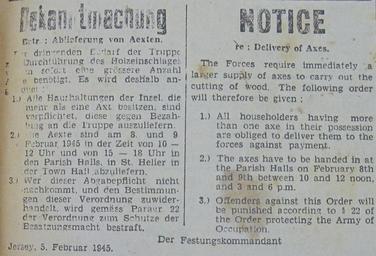 Bekanntmachung
Betr.: Ablieferung von Aexten.
dringenden Bedarf der Truppe
Durchführung des Holzeinschlages
sofort eine grössere Anzahl
benötigt. Es wird deshalb an-
1.) Alle Haushaltungen der Insel, die
mehr als eine Axt besitzen, sind
verpflichtet, diese gegen Bezah-
lung an die Truppe auszuliefern.
2.) Die Aexte sind am 8. und 9.
Februar 1945 in der Zeit von 10 –
12 Uhr und von 15 – 18 Uhr in
den Parish Halls, in St. Helier in
der Town Hall abzuliefern.
3.) Wer dieser Abgabepflicht nicht
nachkommt, und den Bestimmun-
gen dieser Verordnung zuwider-
handelt, wird gemäss Paragr. 22
der Verordnung zum Schutze der
Besatzungsmacht bestraft.
NOTICE
re : Delivery of Axes.
The Forces require immediately a
larger supply of axes to carry out the
cutting of wood. The following order
will therefore be given :
1.) All householders having more
than one axe in their possession
are obliged to deliver them to the
forces against payment.
2.) The axes have to be handed in at
the Parish Halls on February 8th
and 9th between 10 and 12 noon,
and 3 and 6 p.m.
3.) Offenders against this Order will
be punished according to § 22 of
the Order protecting the Army of
Occupation.
Der Festungskommandant
Jersey, 5. Februar 1945.